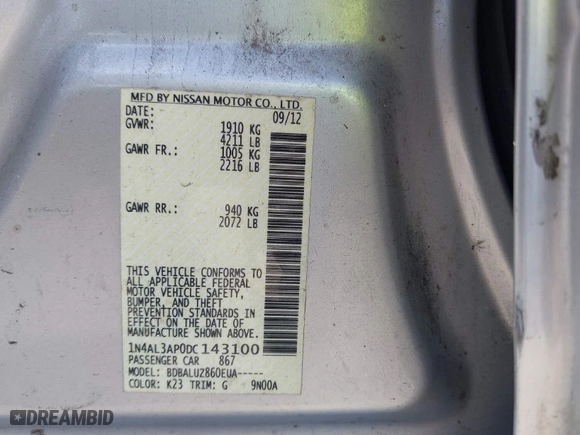 MFD BY NISSAN MOTOR CO., LTD.
DATE: 09/12
GVWR: 1910 KG
4211 LB
GAWR FR.: 1005 KG
2216 LB
GAWR RR.: 940 KG
2072 LB
THIS VEHICLE CONFORMS TO
ALL APPLICABLE FEDERAL
MOTOR VEHICLE SAFETY,
BUMPER, AND THEFT
PREVENTION STANDARDS IN
EFFECT ON THE DATE OF
MANUFACTURE SHOWN ABOVE.
1N4AL3AP0DC143100
PASSENGER CAR 867
MODEL: BDBALUZ860EUA-----
COLOR: K23 TRIM: G 9N00A
DREAMBID